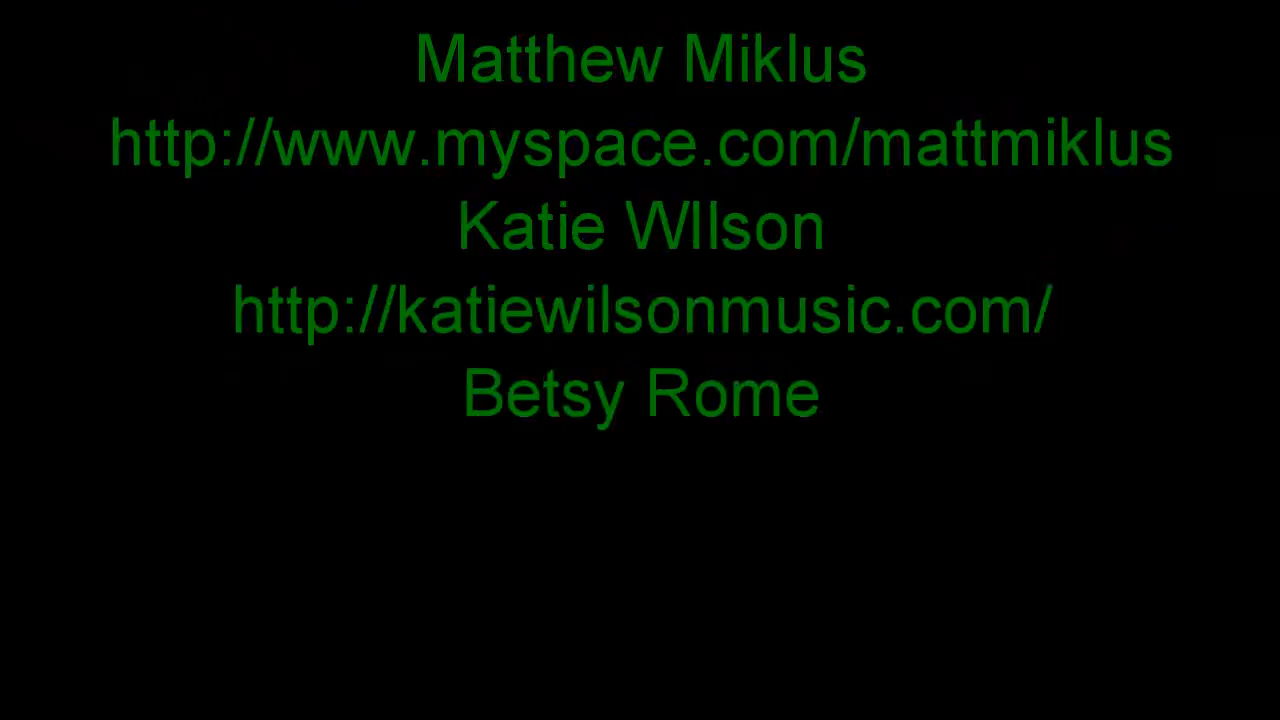 Matthew Miklus
http://www.myspace.com/mattmiklus
Katie WIlson
http://katiewilsonmusic.com/
Betsy Rome